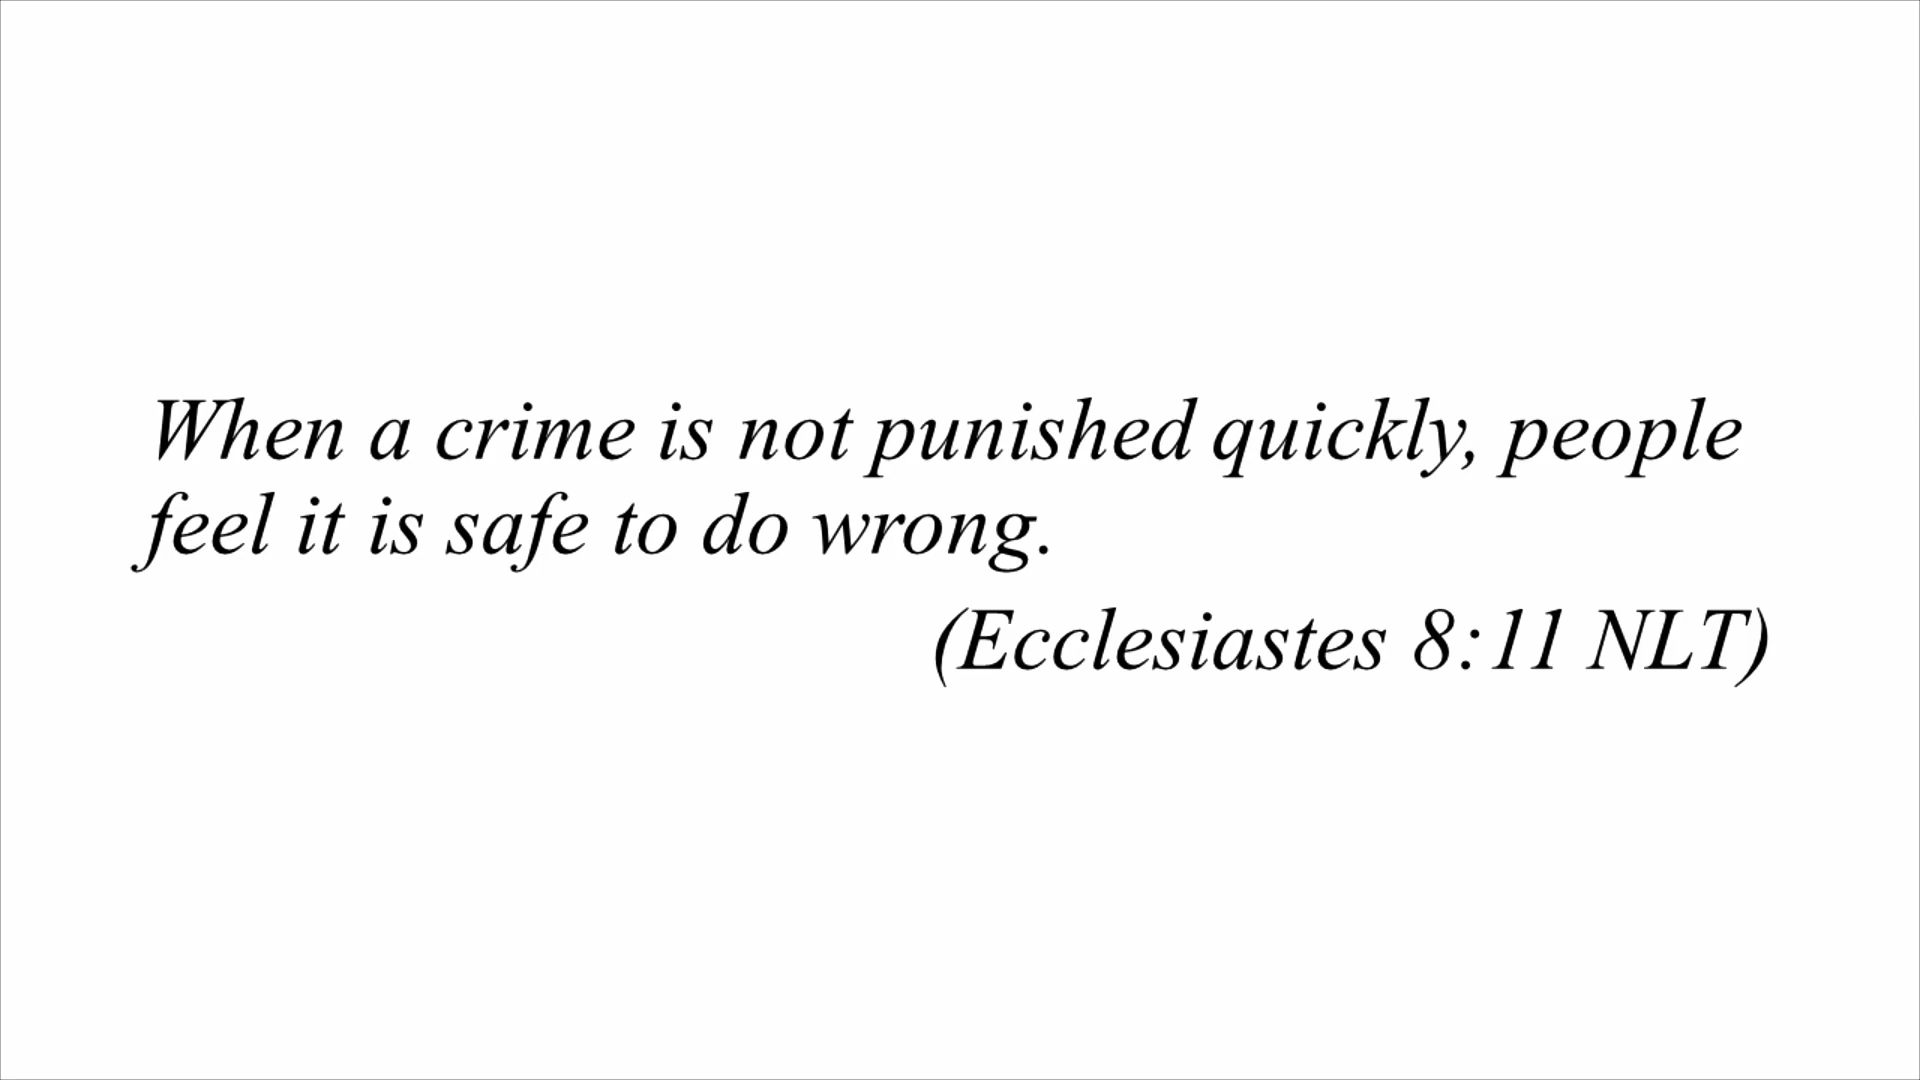 When a crime is not punished quickly, people
feel it is safe to do wrong.
(Ecclesiastes 8:11 NLT)